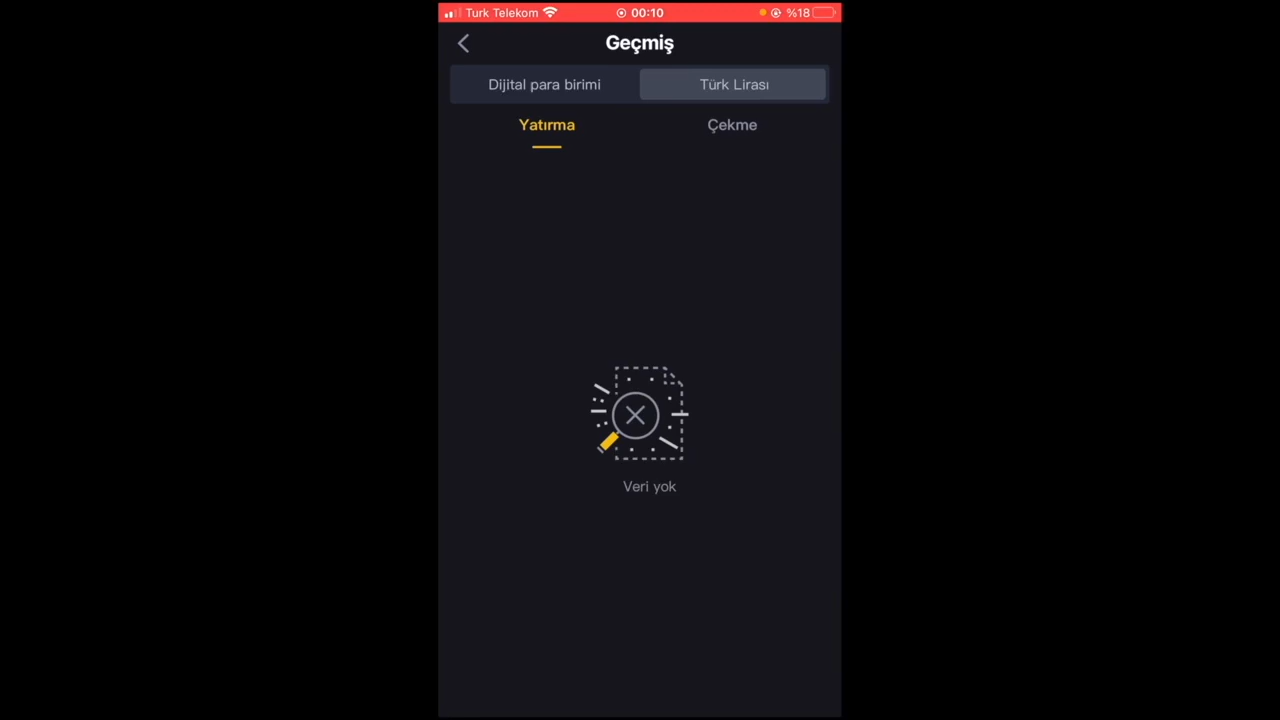 Turk Telekom 00:10 %18
Geçmiş
Dijital para birimi Türk Lirası
Yatırma Çekme
Veri yok